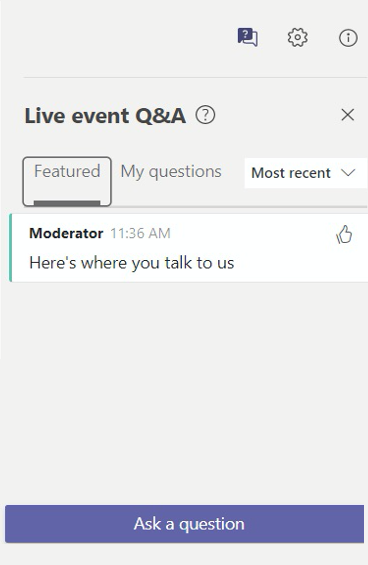 Live event Q&A
Featured My questions Most recent
Moderator 11:36 AM
Here's where you talk to us
Ask a question